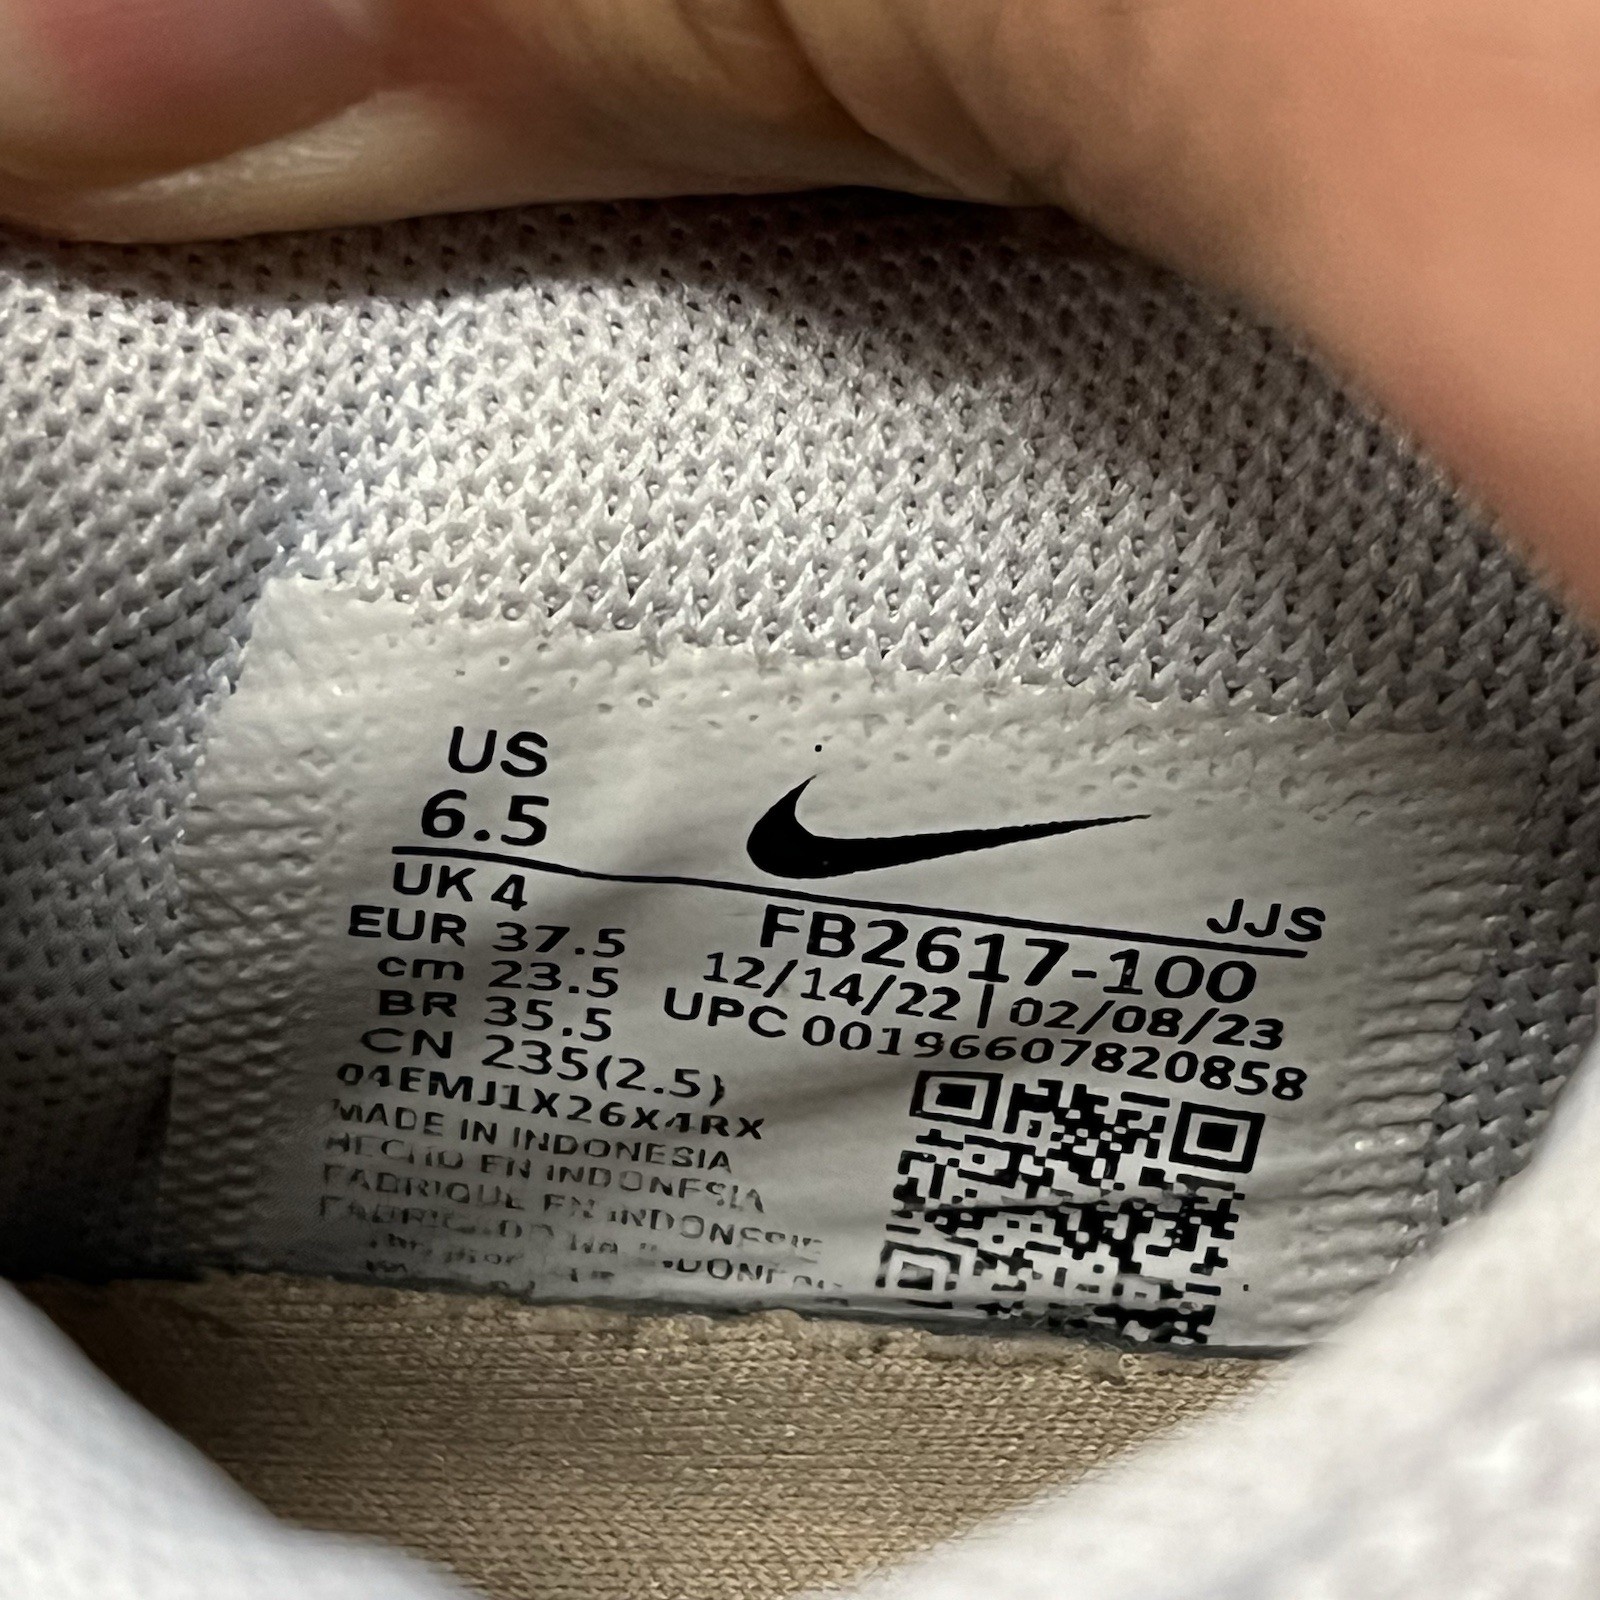 US
6.5
JJS
UK 4
EUR 37.5
cm 23.5
BR 35.5
CN 235(2.5)
FB2617-100
12/14/22 | 02/08/23
UPC 00196607820858
04EMJ1X26X4RX
MADE IN INDONESIA
HECHO EN INDONESIA
FABRIQUE EN INDONESIE